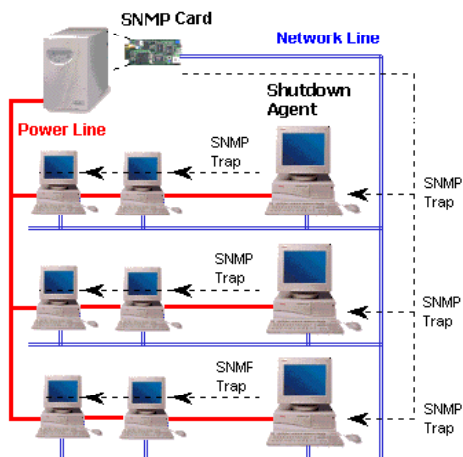 SNMP Card
Network Line
Shutdown
Agent
Power Line
SNMP
Trap
SNMP
Trap
SNMP
Trap
SNMP
Trap
SNMF
Trap
SNMP
Trap